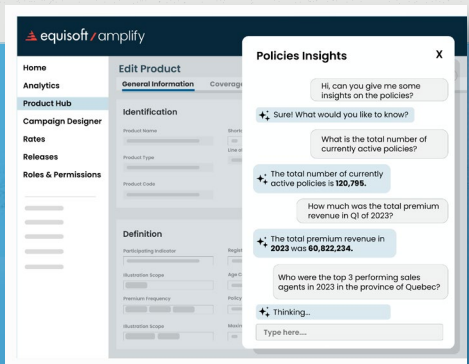 equisoft / amplify
Home
Analytics
Product Hub
Campaign Designer
Rates
Releases
Roles & Permissions
Edit Product
General Information
Coverage
Identification
Product Name
Product Type
Product Code
Definition
Participating Indicator
Illustration Scope
Premium Frequency
Illustration Scope
Policies Insights
X
Hi, can you give me some
insights on the policies?
Sure! What would you like to know?
What is the total number of
currently active policies?
The total number of currently
active policies is 120,795.
How much was the total premium
revenue in Q1 of 2023?
The total premium revenue in
2023 was 60,822,234.
Who were the top 3 performing sales
agents in 2023 in the province of Quebec?
Thinking...
Type here....